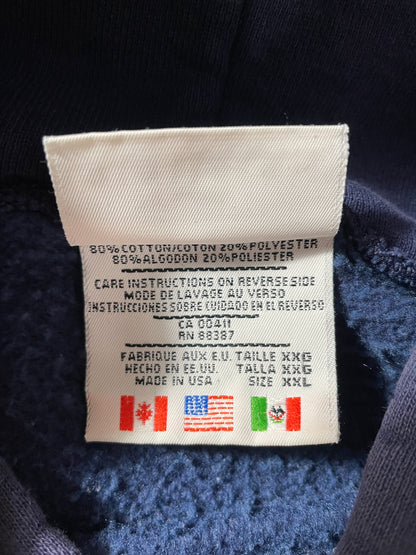 80% COTTON/COTON 20% POLYESTER
80% ALGODON 20% POLIESTER
CARE INSTRUCTIONS ON REVERSE SIDE
MODE DE LAVAGE AU VERSO
INSTRUCCIONES SOBRE CUIDADO EN EL REVERSO
CA 00411
RN 88387
FABRIQUE AUX E.U. TAILLE XXG
HECHO EN EE.UU. TALLA XXG
MADE IN USA SIZE XXL